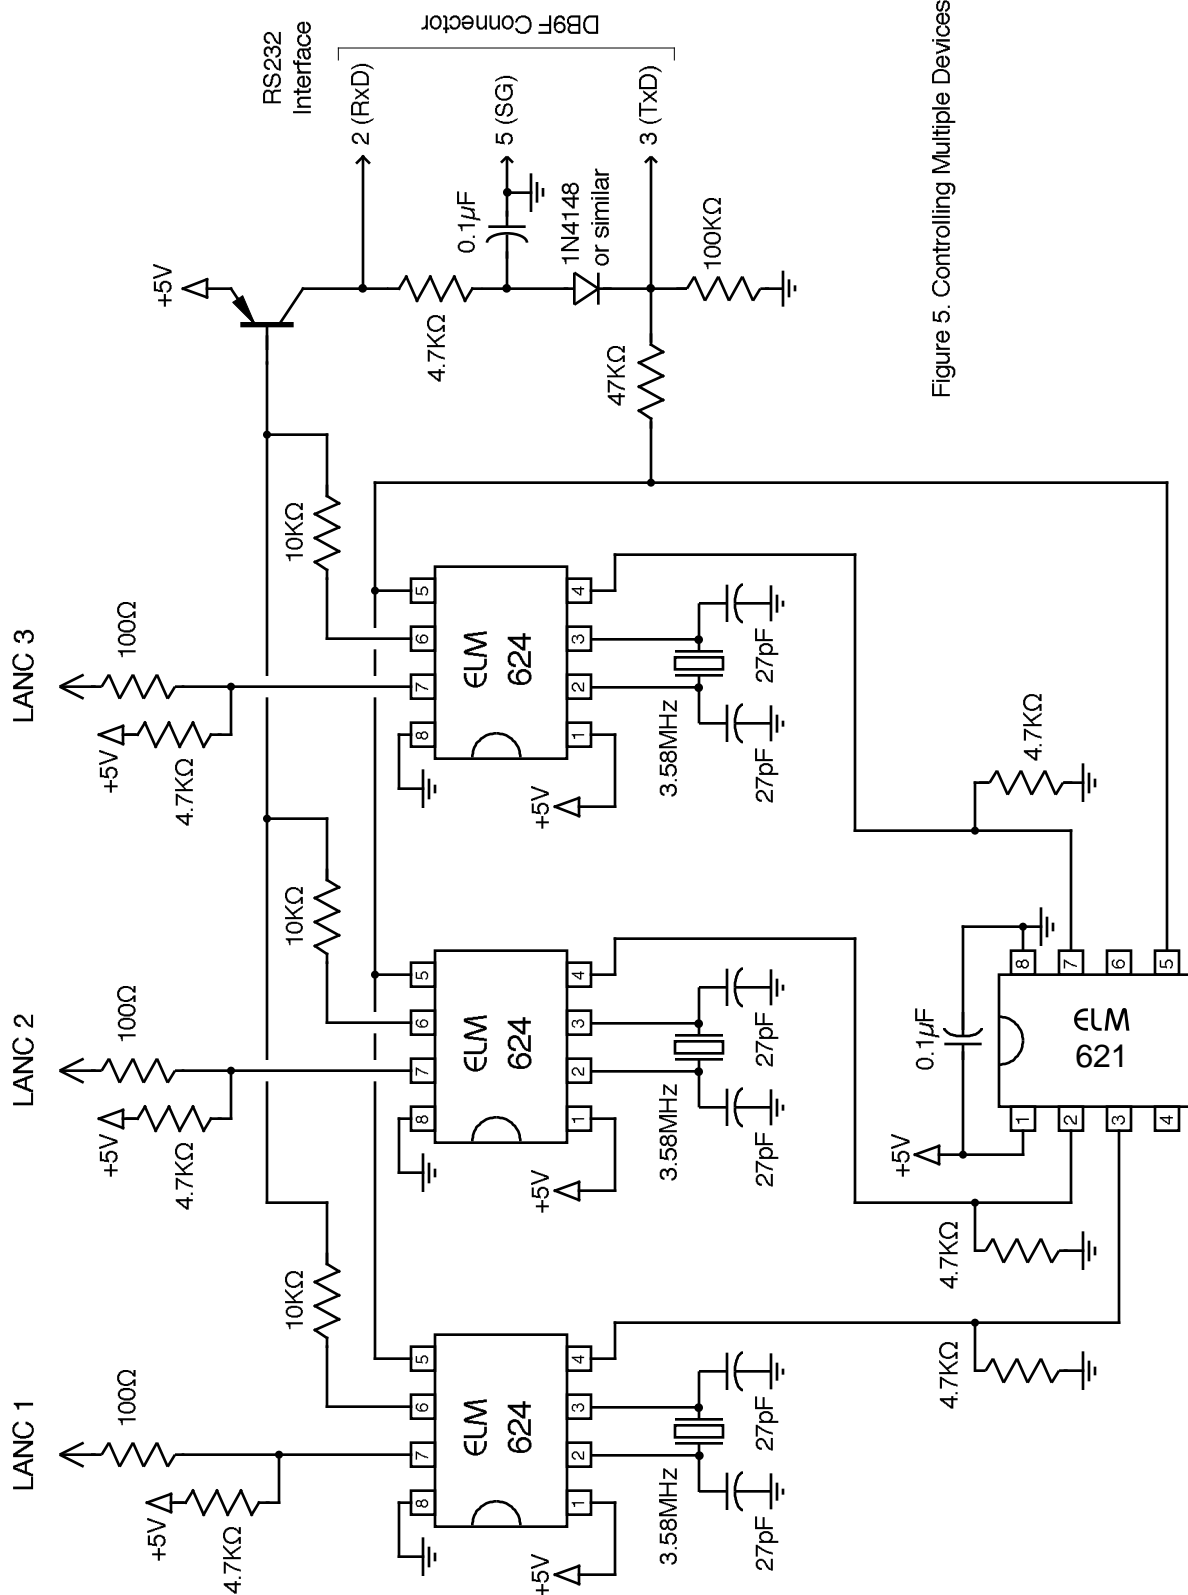 LANC 1
LANC 2
LANC 3
RS232
Interface
DB9F Connector
+5V
4.7KΩ
100Ω
+5V
4.7KΩ
100Ω
+5V
4.7KΩ
100Ω
+5V
10KΩ
10KΩ
10KΩ
2 (RxD)
4.7KΩ
0.1µF
5 (SG)
1N4148
or similar
3 (TxD)
47KΩ
100KΩ
8 7 6 5
ELM
624
1 2 3 4
+5V
3.58MHz
27pF 27pF
8 7 6 5
ELM
624
1 2 3 4
+5V
3.58MHz
27pF 27pF
8 7 6 5
ELM
624
1 2 3 4
+5V
3.58MHz
27pF 27pF
4.7KΩ
4.7KΩ
4.7KΩ
+5V
0.1µF
1 2 3 4
ELM
621
8 7 6 5
Figure 5. Controlling Multiple Devices